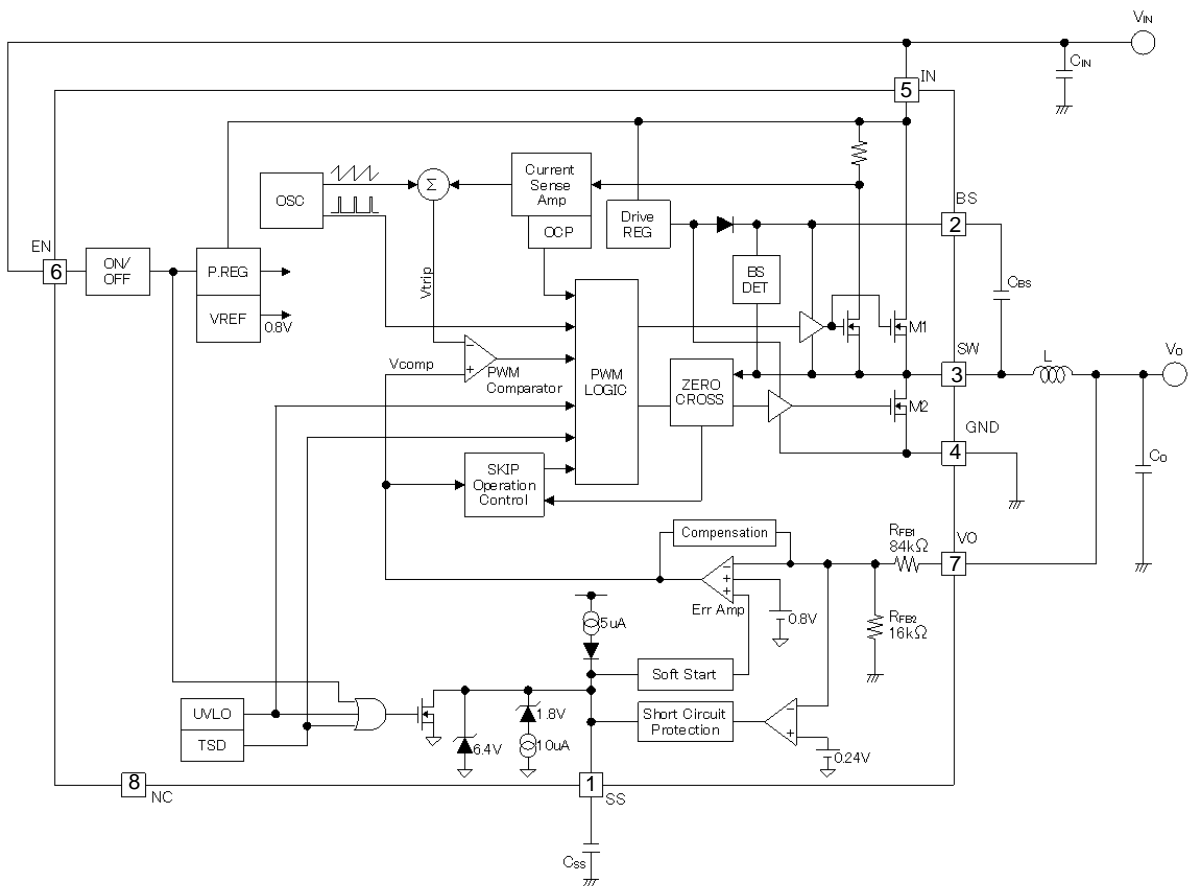 VIN
CIN
IN
5
OSC
Σ
Current
Sense
Amp
OCP
Drive
REG
BS
2
EN
6
ON/
OFF
P.REG
VREF
0.8V
Vtrip
BS
DET
CBS
M1
Vcomp
PWM
Comparator
PWM
LOGIC
ZERO
CROSS
SW
3
L
VO
M2
GND
4
CO
SKIP
Operation
Control
Compensation
RFB1
84kΩ
VO
7
Err Amp
0.8V
RFB2
16kΩ
5uA
Soft Start
UVLO
TSD
6.4V
1.8V
10uA
Short Circuit
Protection
0.24V
8
NC
1
SS
CSS